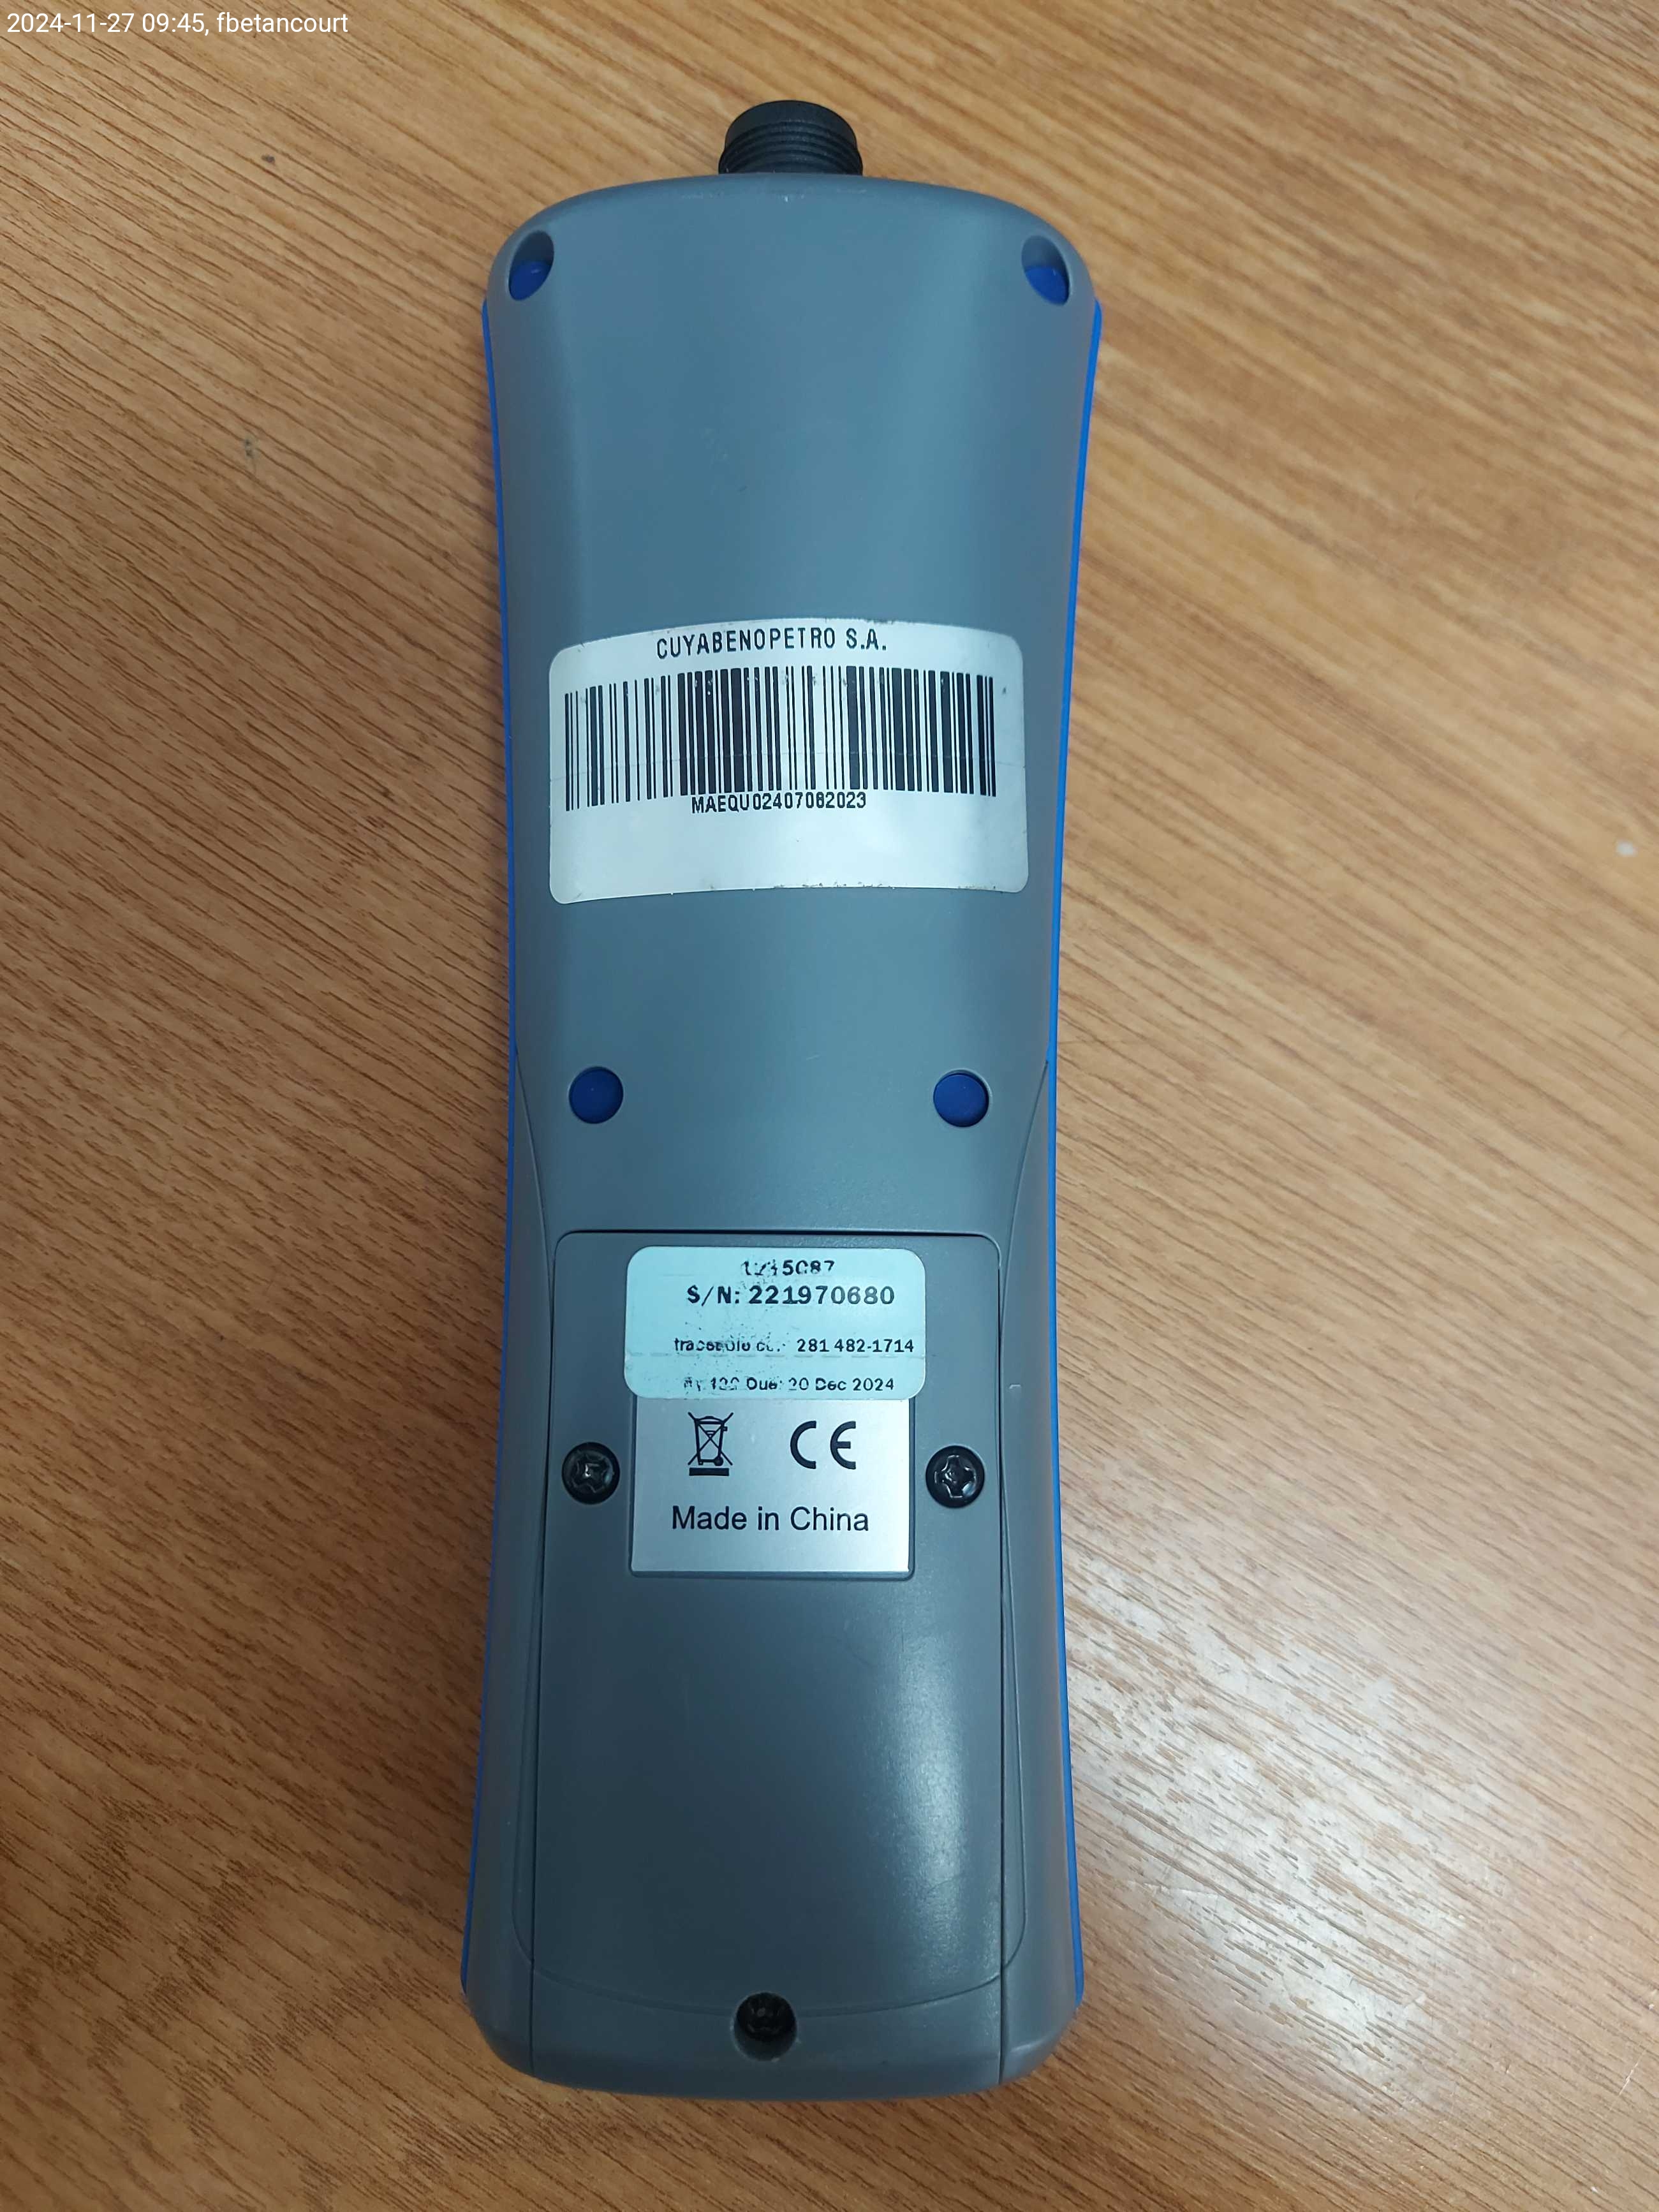 2024-11-27 09:45, fbetancourt
CUYABENOPETRO S.A.
MAEQU02407082023
S/N: 221970680
281 482-1714
Due: 20 Dec 2024
CE
Made in China